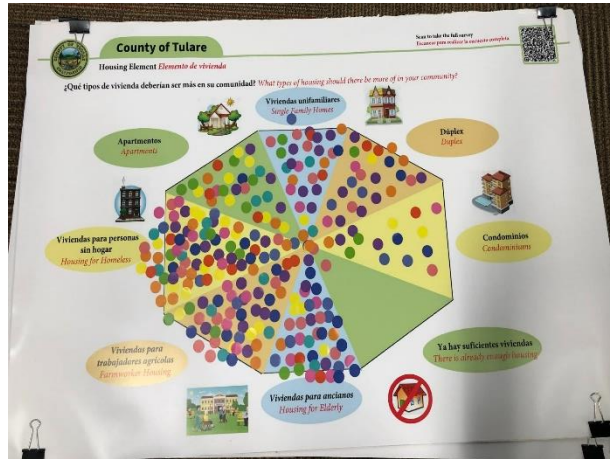 County of Tulare
Scan to take the full survey
Escanear para realizar la encuesta completa
Housing Element Elemento de vivienda
¿Qué tipos de vivienda deberían ser más en su comunidad? What types of housing should there be more of in your community?
Viviendas unifamiliares
Single Family Homes
Apartmentos
Apartments
Dúplex
Duplex
Viviendas para personas
sin hogar
Housing for Homeless
Condominios
Condominiums
Viviendas para
trabajadores agrícolas
Farmworker Housing
Ya hay suficientes viviendas
There is already enough housing
Viviendas para ancianos
Housing for Elderly